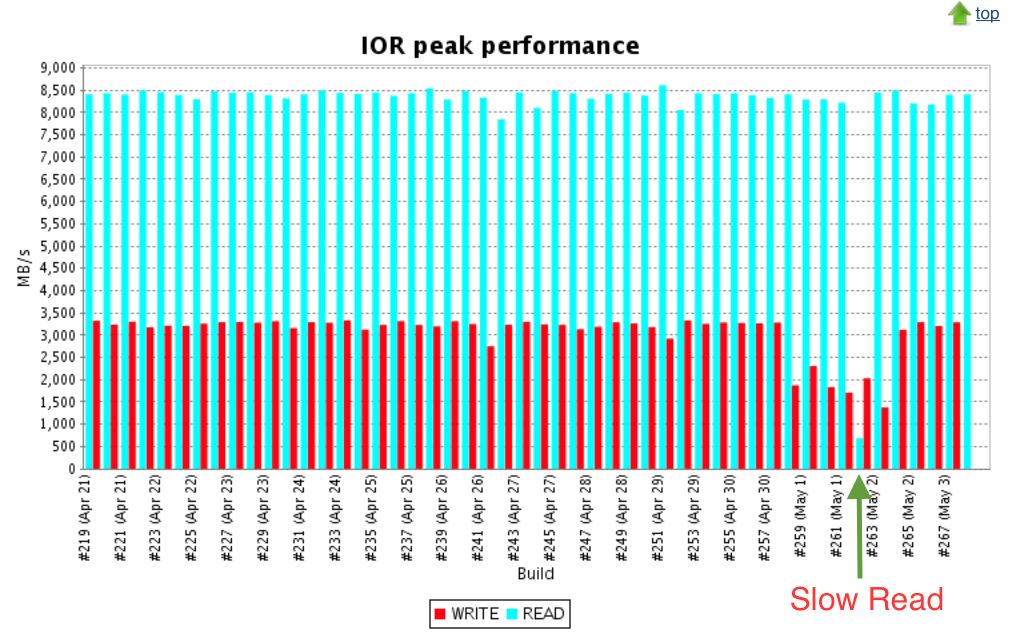 top
IOR peak performance
9,000
8,500
8,000
7,500
7,000
6,500
6,000
5,500
5,000
4,500
4,000
3,500
3,000
2,500
2,000
1,500
1,000
500
0
MB/s
#219 (Apr 21)
#221 (Apr 21)
#223 (Apr 22)
#225 (Apr 22)
#227 (Apr 23)
#229 (Apr 23)
#231 (Apr 24)
#233 (Apr 24)
#235 (Apr 25)
#237 (Apr 25)
#239 (Apr 26)
#241 (Apr 26)
#243 (Apr 27)
#245 (Apr 27)
#247 (Apr 28)
#249 (Apr 28)
#251 (Apr 29)
#253 (Apr 29)
#255 (Apr 30)
#257 (Apr 30)
#259 (May 1)
#261 (May 1)
#263 (May 2)
#265 (May 2)
#267 (May 3)
Build
Slow Read
WRITE READ